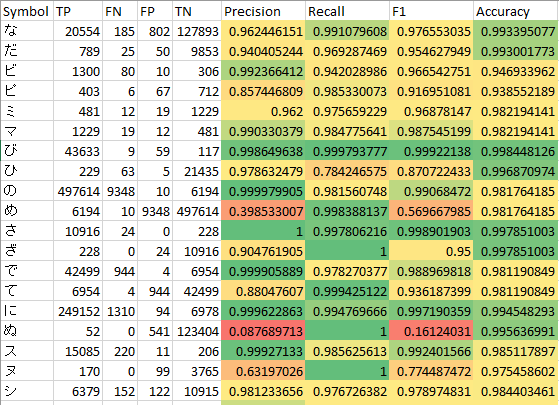 Symbol TP FN FP TN Precision Recall F1 Accuracy
な 20554 185 802 127893 0.962446151 0.991079608 0.976553035 0.993395077
だ 789 25 50 9853 0.940405244 0.969287469 0.954627949 0.993001773
ビ 1300 80 10 306 0.992366412 0.942028986 0.966542751 0.946933962
ピ 403 6 67 712 0.857446809 0.985330073 0.916951081 0.938552189
ミ 481 12 19 1229 0.962 0.975659229 0.96878147 0.982194141
マ 1229 19 12 481 0.990330379 0.984775641 0.987545199 0.982194141
び 43633 9 59 117 0.998649638 0.999793777 0.99922138 0.998448126
ひ 229 63 5 21435 0.978632479 0.784246575 0.870722433 0.996870974
の 497614 9348 10 6194 0.999979905 0.981560748 0.99068472 0.981764185
め 6194 10 9348 497614 0.398533007 0.998388137 0.569667985 0.981764185
さ 10916 24 0 228 1 0.997806216 0.998901903 0.997851003
ざ 228 0 24 10916 0.904761905 1 0.95 0.997851003
で 42499 944 4 6954 0.999905889 0.978270377 0.988969818 0.981190849
て 6954 4 944 42499 0.88047607 0.999425122 0.936187399 0.981190849
に 249152 1310 94 6978 0.999622863 0.994769666 0.997190359 0.994548293
ぬ 52 0 541 123404 0.087689713 1 0.16124031 0.995636991
ス 15085 220 11 206 0.99927133 0.985625613 0.992401566 0.985117897
ヌ 170 0 99 3765 0.63197026 1 0.774487472 0.975458602
シ 6379 152 122 10915 0.981233656 0.976726382 0.978974831 0.984403461